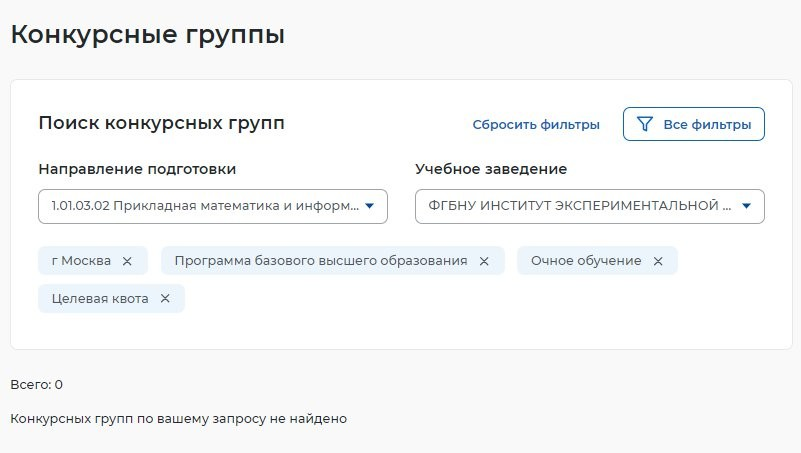 Конкурсные группы
Поиск конкурсных групп
Сбросить фильтры
Все фильтры
Направление подготовки
Учебное заведение
1.01.03.02 Прикладная математика и информ...
ФГБНУ ИНСТИТУТ ЭКСПЕРИМЕНТАЛЬНОЙ ...
г Москва
Программа базового высшего образования
Очное обучение
Целевая квота
Всего: 0
Конкурсных групп по вашему запросу не найдено